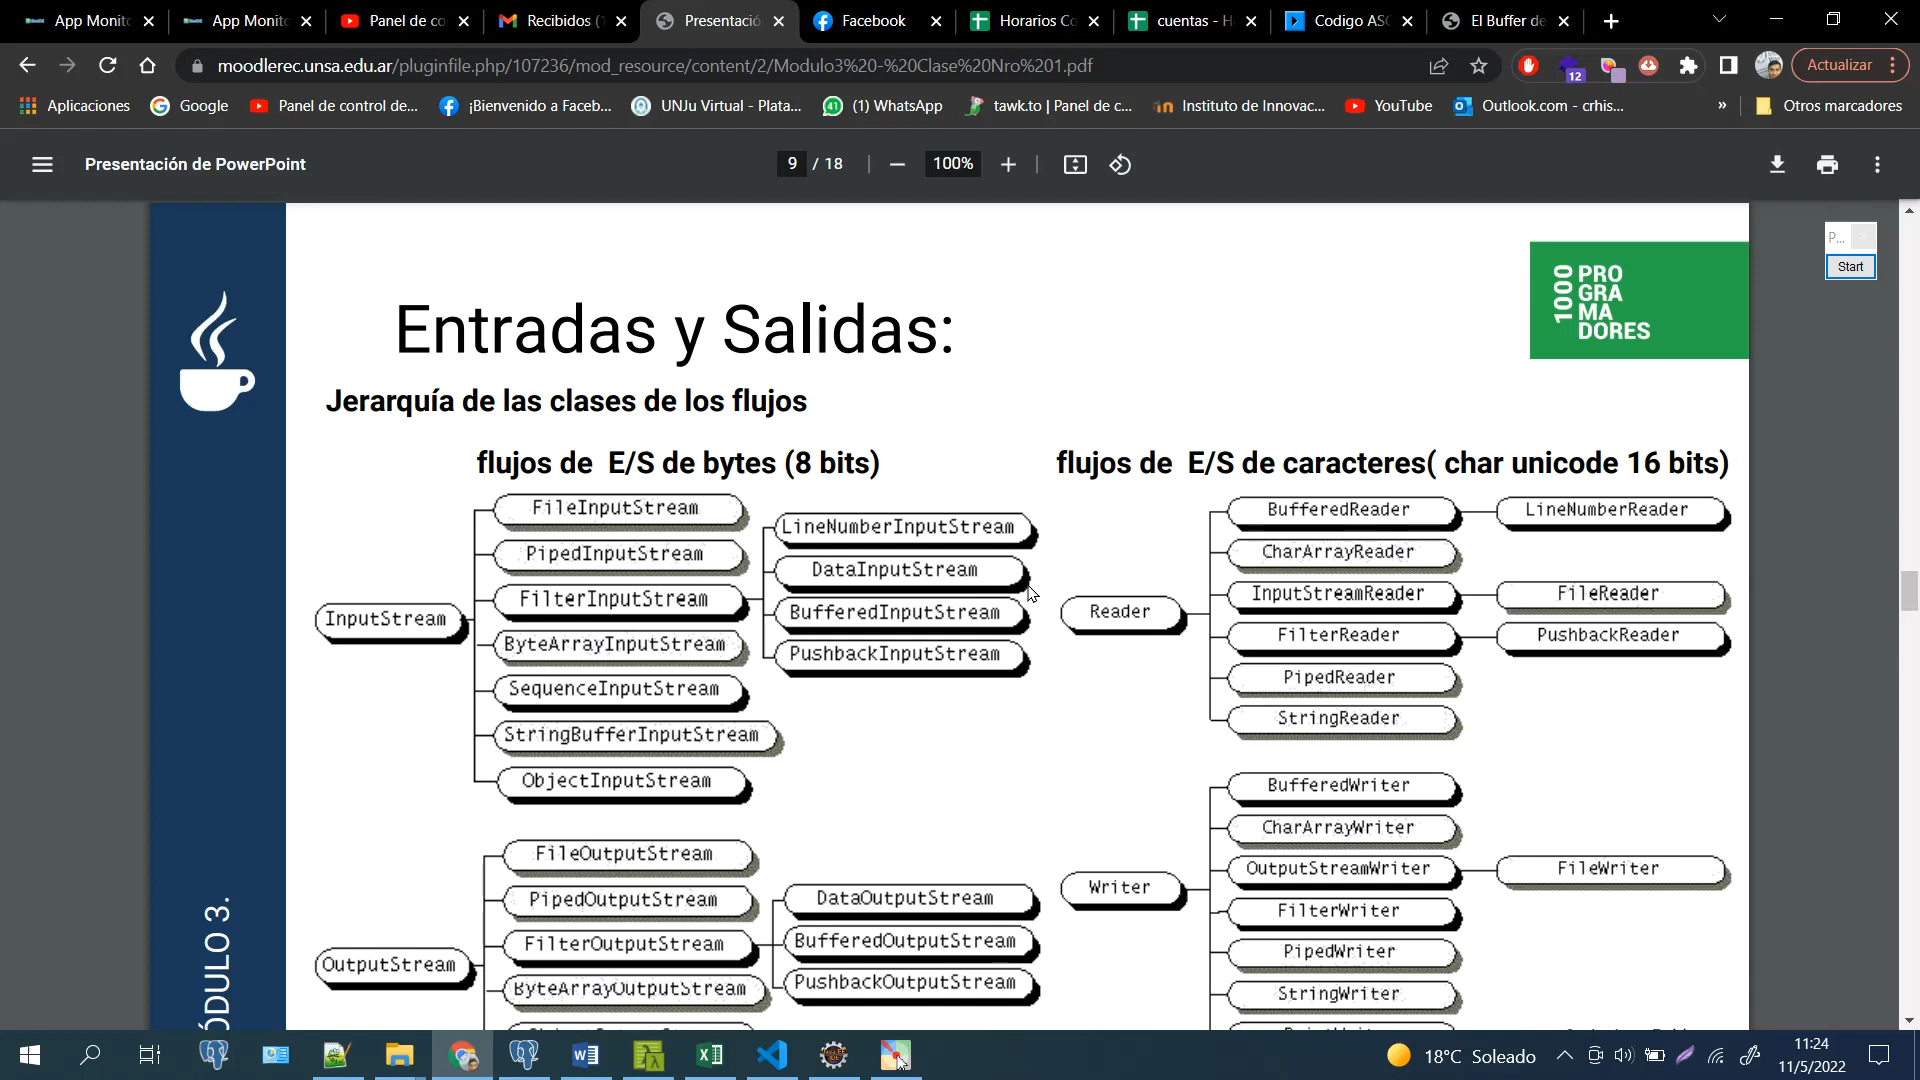 App Monito
App Monito
Panel de co
Recibidos (1
Presentació
Facebook
Horarios Co
cuentas - H
Codigo ASC
El Buffer de
moodlerec.unsa.edu.ar/pluginfile.php/107236/mod_resource/content/2/Modulo3%20-%20Clase%20Nro%201.pdf
12
Actualizar
Aplicaciones
Google
Panel de control de...
¡Bienvenido a Faceb...
UNJu Virtual - Plata...
41
(1) WhatsApp
tawk.to | Panel de c...
Instituto de Innovac...
YouTube
Outlook.com - crhis...
»
Otros marcadores
Presentación de PowerPoint
9 / 18
100%
P...
Start
1000
PRO
GRA
MA
DORES
Entradas y Salidas:
Jerarquía de las clases de los flujos
flujos de E/S de bytes (8 bits)
InputStream
FileInputStream
PipedInputStream
FilterInputStream
ByteArrayInputStream
SequenceInputStream
StringBufferInputStream
ObjectInputStream
LineNumberInputStream
DataInputStream
BufferedInputStream
PushbackInputStream
OutputStream
FileOutputStream
PipedOutputStream
FilterOutputStream
ByteArrayOutputStream
DataOutputStream
BufferedOutputStream
PushbackOutputStream
flujos de E/S de caracteres( char unicode 16 bits)
Reader
BufferedReader
LineNumberReader
CharArrayReader
InputStreamReader
FileReader
FilterReader
PushbackReader
PipedReader
StringReader
Writer
BufferedWriter
CharArrayWriter
OutputStreamWriter
FileWriter
FilterWriter
PipedWriter
StringWriter
ÓDULO 3.
18°C Soleado
11:24
11/5/2022